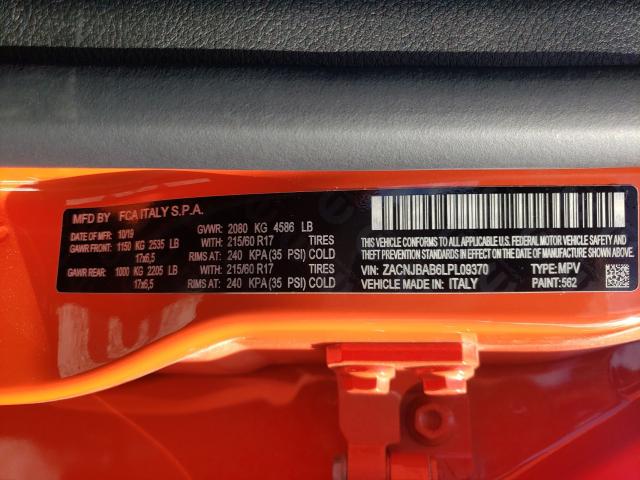 MFD BY FCA ITALY S.P.A.
DATE OF MFR: 10/19 GVWR: 2080 KG 4586 LB
GAWR FRONT: 1150 KG 2535 LB WITH: 215/60 R17 TIRES
17x6,5 RIMS AT: 240 KPA (35 PSI) COLD
GAWR REAR: 1000 KG 2205 LB WITH: 215/60 R17 TIRES
17x6,5 RIMS AT: 240 KPA (35 PSI) COLD
THIS VEHICLE CONFORMS TO ALL APPLICABLE U.S. FEDERAL MOTOR VEHICLE
SAFETY, BUMPER, AND THEFT PREVENTION STANDARDS IN EFFECT ON
THE DATE OF MANUFACTURE SHOWN ABOVE.
VIN: ZACNJBAB6LPL09370 TYPE: MPV
VEHICLE MADE IN: ITALY PAINT: 562